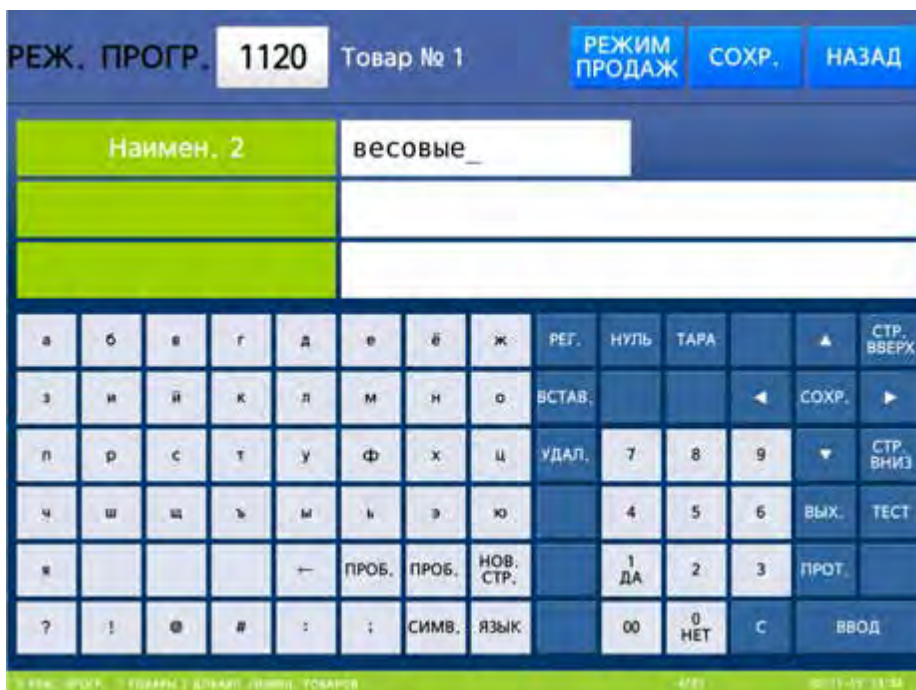 РЕЖ. ПРОГР. 1120 Товар № 1 РЕЖИМ ПРОДАЖ СОХР. НАЗАД
Наимен. 2 весовые_
а б в г д е ё ж РЕГ. НУЛЬ ТАРА ▲ СТР. ВВЕРХ
з и й к л м н о ВСТАВ. ◀ СОХР. ▶
п р с т у ф х ц УДАЛ. 7 8 9 ▼ СТР. ВНИЗ
ч ш щ ъ ы ь э ю 4 5 6 ВЫХ. ТЕСТ
я ← ПРОБ. ПРОБ. НОВ. СТР. 1 ДА 2 3 ПРОТ.
? ! @ # : ; СИМВ. ЯЗЫК 00 0 НЕТ C ВВОД